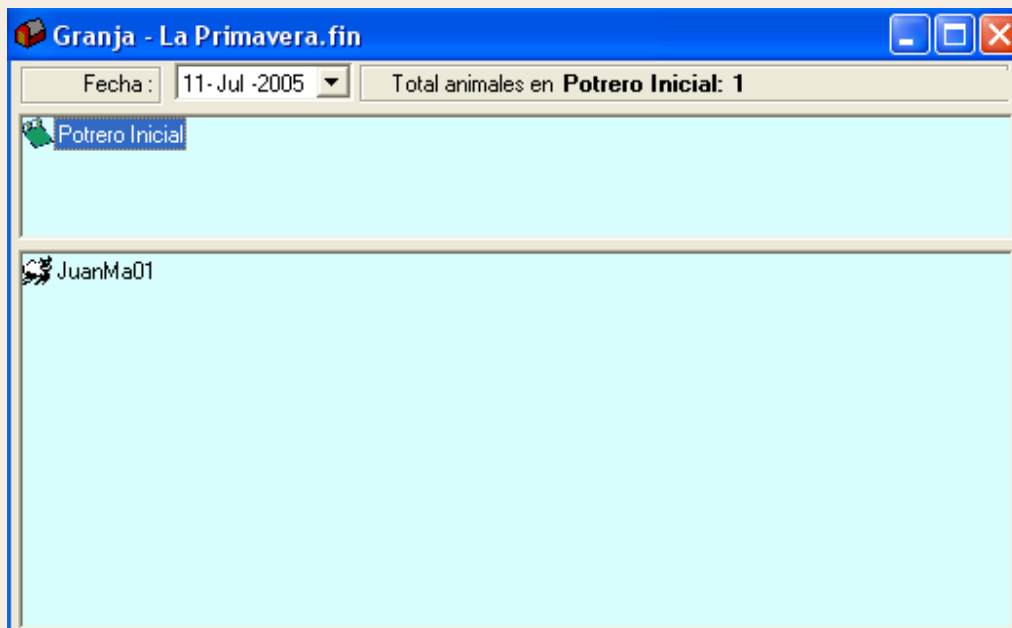 Granja - La Primavera.fin
Fecha : 11- Jul -2005 Total animales en Potrero Inicial: 1
Potrero Inicial
JuanMa01